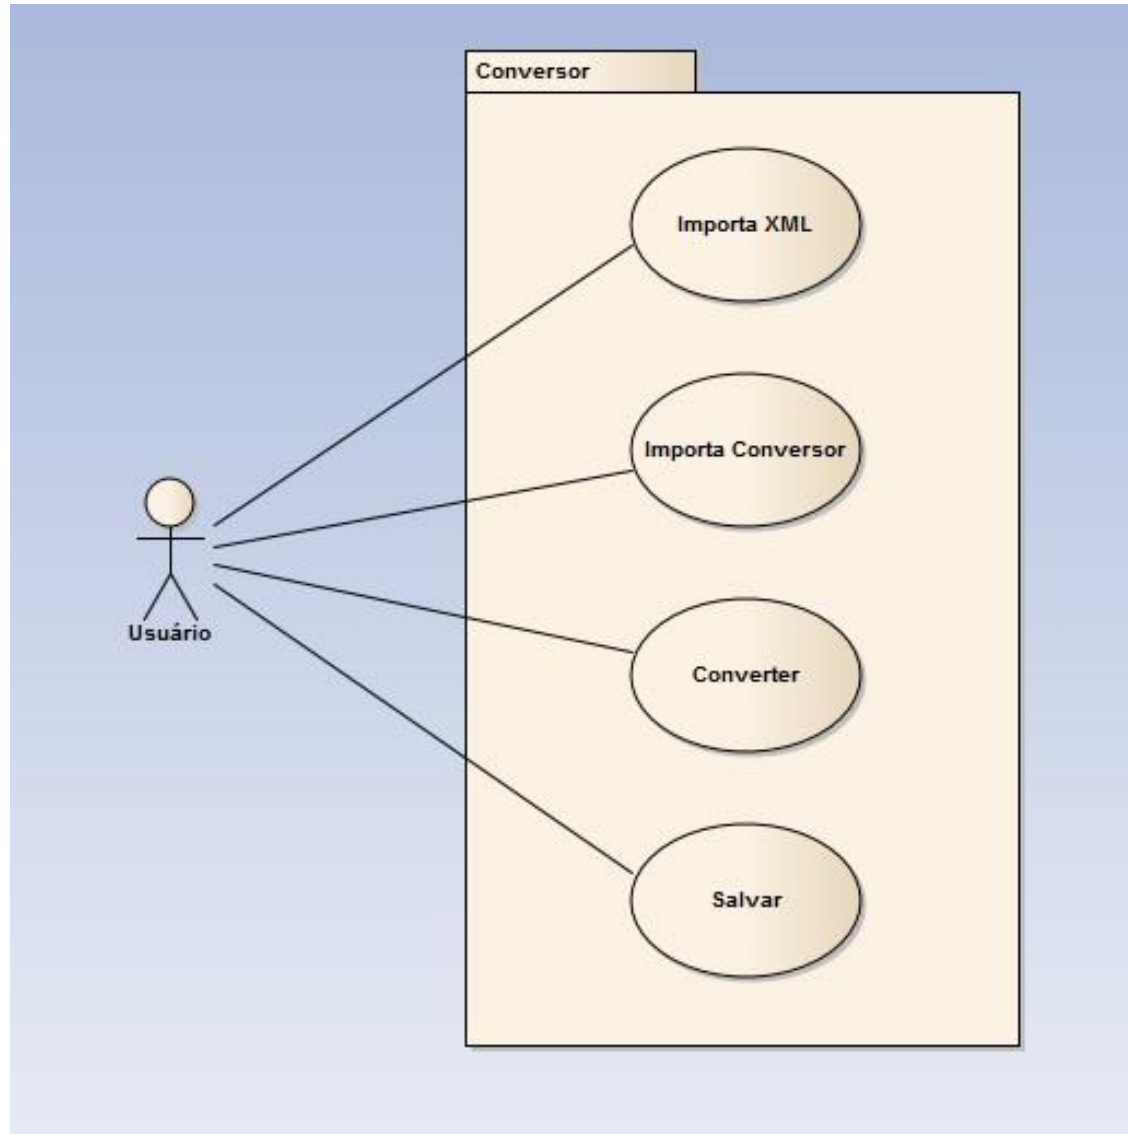 Conversor
Importa XML
Importa Conversor
Usuário
Converter
Salvar